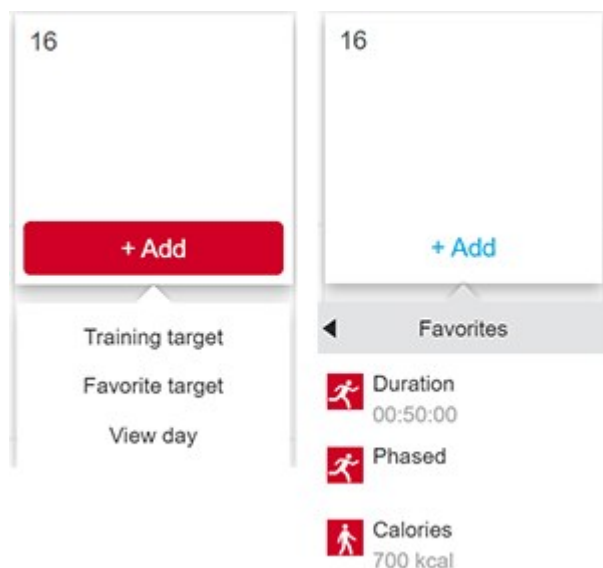 16
+ Add
Training target
Favorite target
View day
16
+ Add
Favorites
Duration
00:50:00
Phased
Calories
700 kcal